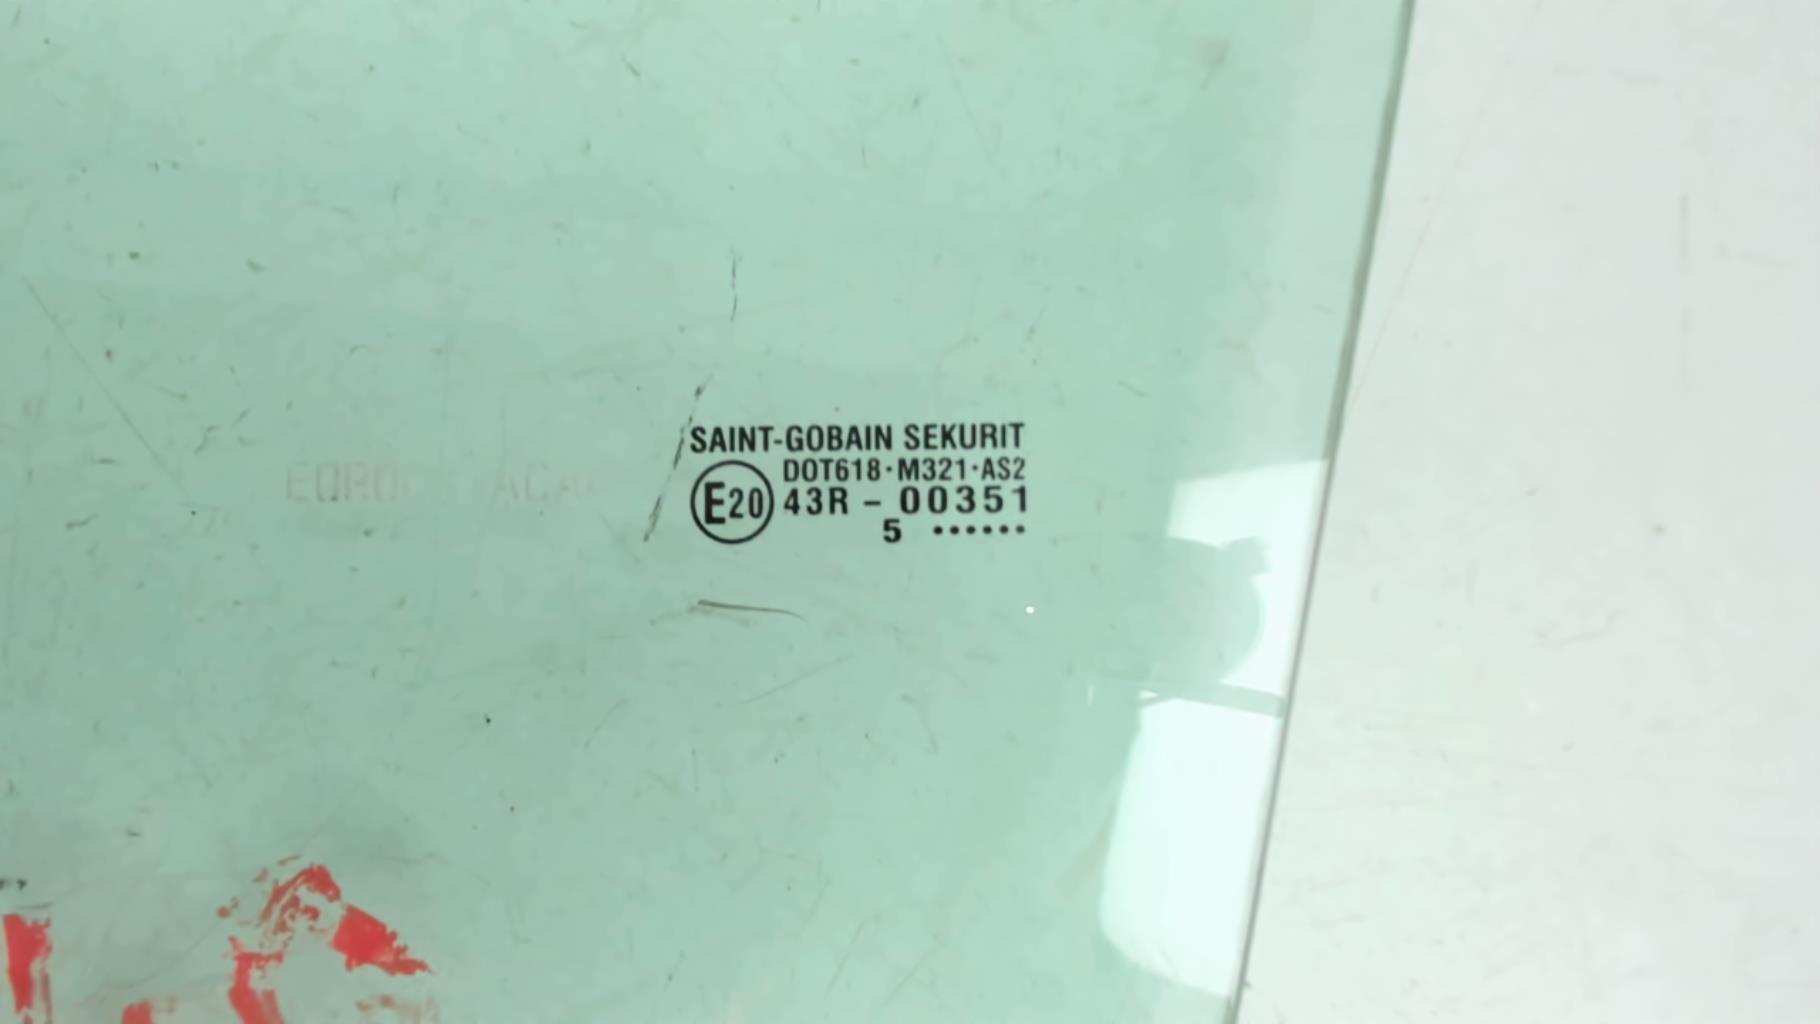 SAINT-GOBAIN SEKURIT
DOT618·M321·AS2
E20 43R - 00351
5 ······